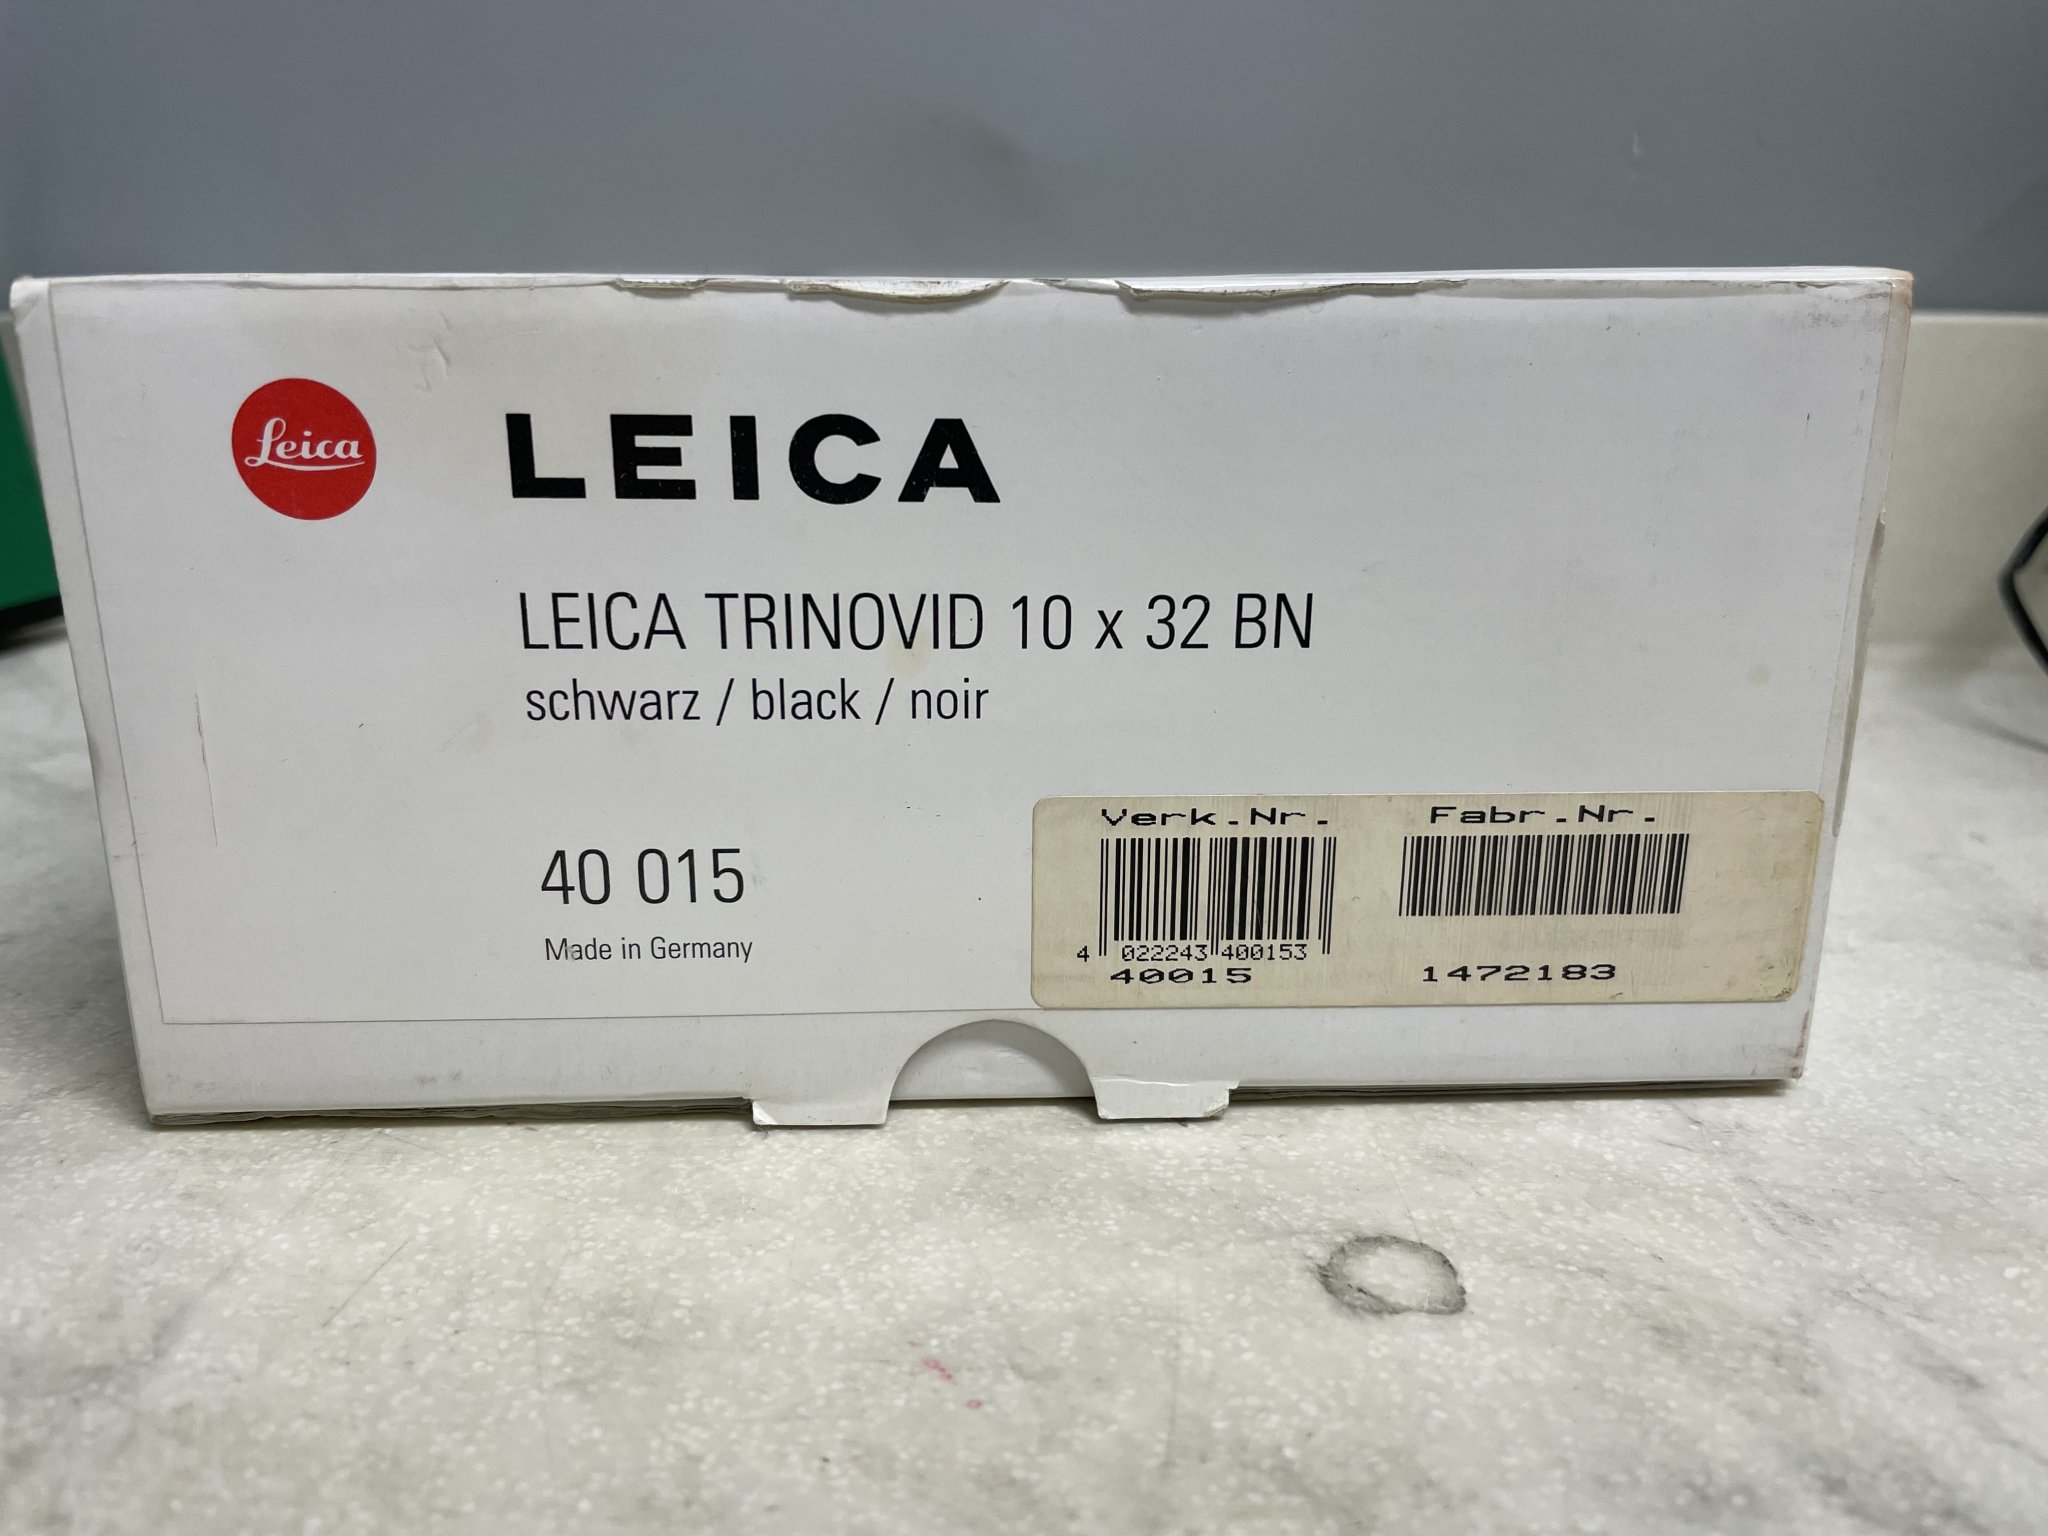 Leica
LEICA
LEICA TRINOVID 10 x 32 BN
schwarz / black / noir
40 015
Made in Germany
Verk.Nr.
4 022243 400153
40015
Fabr.Nr.
1472183